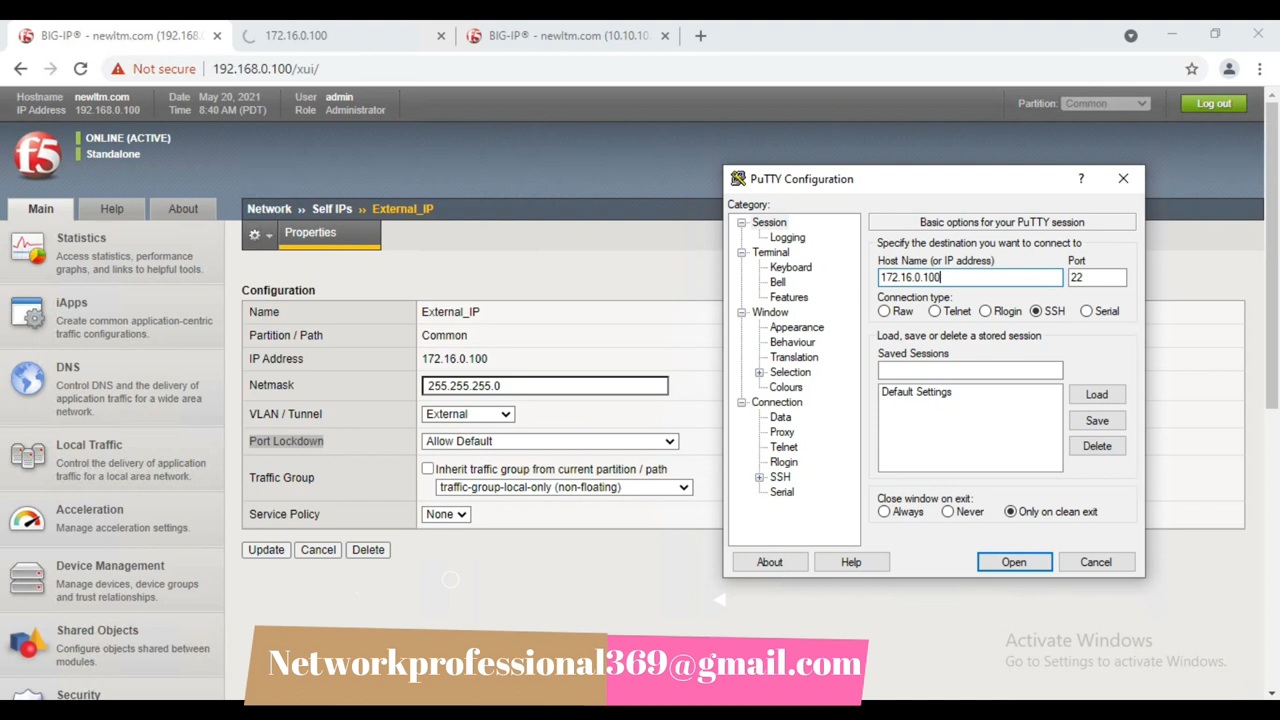 BIG-IP® - newltm.com (192.168.
172.16.0.100
BIG-IP® - newltm.com (10.10.10.
Not secure
192.168.0.100/xui/
Hostname newltm.com
IP Address 192.168.0.100
Date May 20, 2021
Time 8:40 AM (PDT)
User admin
Role Administrator
Partition: Common
Log out
f5
ONLINE (ACTIVE)
Standalone
Main
Help
About
Network » Self IPs » External_IP
Properties
Statistics
Access statistics, performance
graphs, and links to helpful tools.
iApps
Create common application-centric
traffic configurations.
DNS
Control DNS and the delivery of
application traffic for a wide area
network.
Local Traffic
Control the delivery of application
traffic for a local area network.
Acceleration
Manage acceleration settings.
Device Management
Manage devices, device groups
and trust relationships.
Shared Objects
Configure objects shared between
modules.
Security
Configuration
Name External_IP
Partition / Path Common
IP Address 172.16.0.100
Netmask 255.255.255.0
VLAN / Tunnel External
Port Lockdown Allow Default
Traffic Group
Inherit traffic group from current partition / path
traffic-group-local-only (non-floating)
Service Policy None
Update
Cancel
Delete
PuTTY Configuration
?
Category:
Session
Logging
Terminal
Keyboard
Bell
Features
Window
Appearance
Behaviour
Translation
Selection
Colours
Connection
Data
Proxy
Telnet
Rlogin
SSH
Serial
Basic options for your PuTTY session
Specify the destination you want to connect to
Host Name (or IP address) Port
172.16.0.100 22
Connection type:
Raw Telnet Rlogin SSH Serial
Load, save or delete a stored session
Saved Sessions
Default Settings
Load
Save
Delete
Close window on exit:
Always Never Only on clean exit
About
Help
Open
Cancel
Activate Windows
Go to Settings to activate Windows.
Networkprofessional369@gmail.com